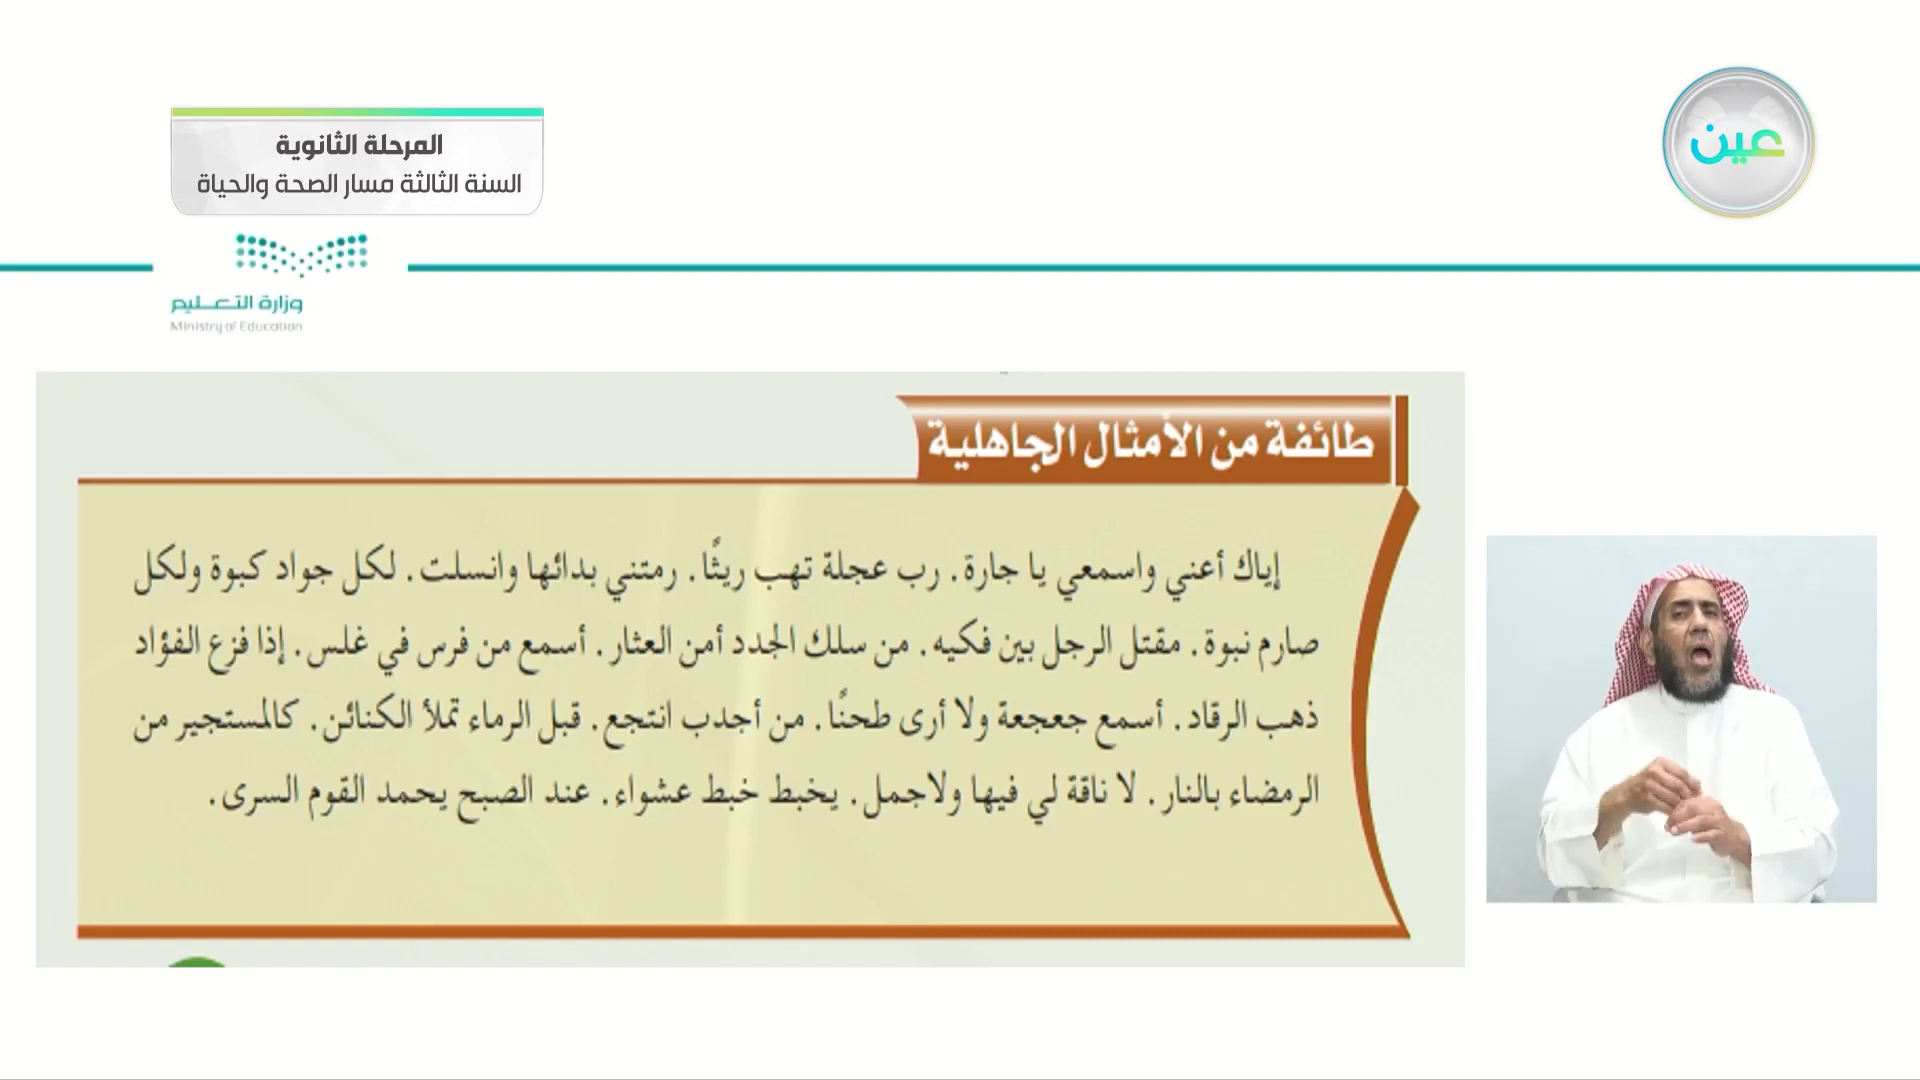 المرحلة الثانوية
السنة الثالثة مسار الصحة والحياة
عين
وزارة التعليم
Ministry of Education
طائفة من الأمثال الجاهلية
إياك أعني واسمعي يا جارة. رب عجلة تهب ريثًا. رمتني بدائها وانسلت. لكل جواد كبوة ولكل
صارم نبوة. مقتل الرجل بين فكيه. من سلك الجدد أمن العثار. أسمع من فرس في غلس. إذا فزع الفؤاد
ذهب الرقاد. أسمع جعجعة ولا أرى طحنًا. من أجدب انتجع. قبل الرماء تملأ الكنائن. كالمستجير من
الرمضاء بالنار. لا ناقة لي فيها ولاجمل. يخبط خبط عشواء. عند الصبح يحمد القوم السرى.